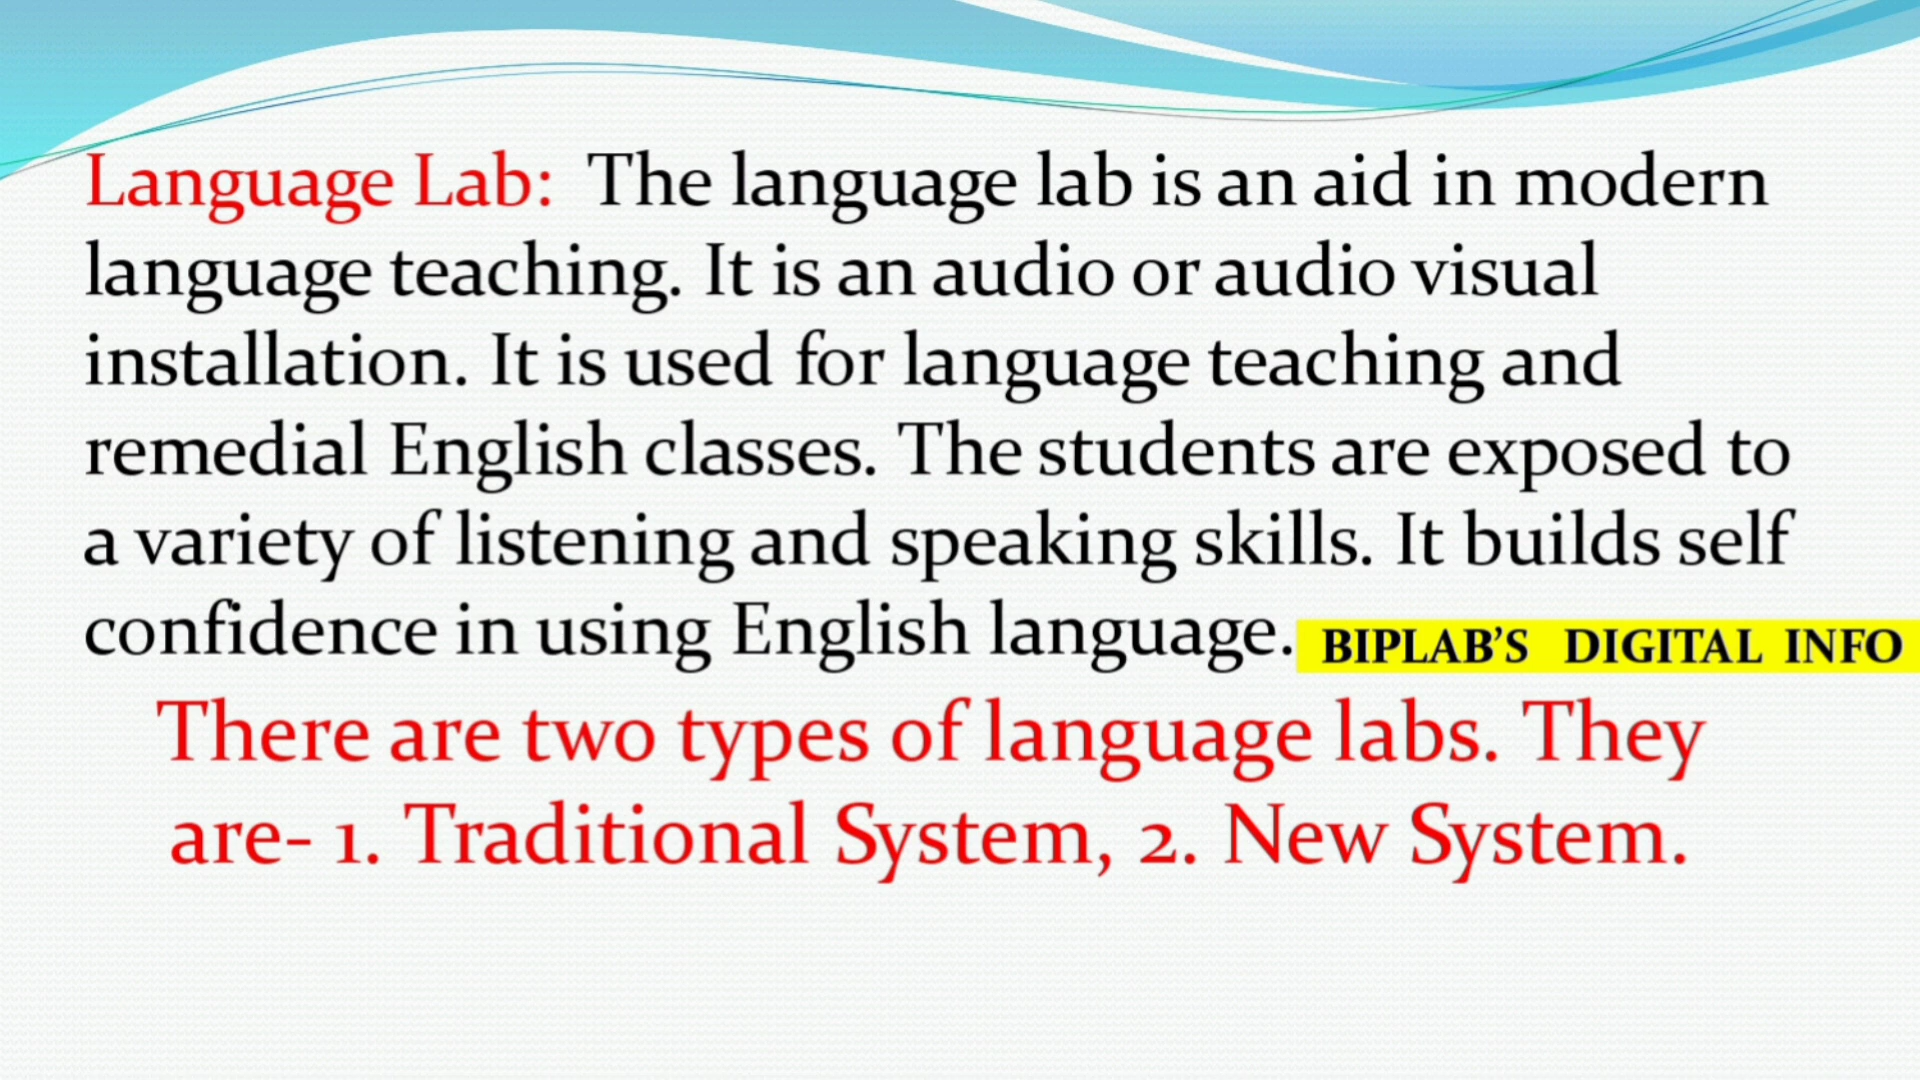 Language Lab: The language lab is an aid in modern
language teaching. It is an audio or audio visual
installation. It is used for language teaching and
remedial English classes. The students are exposed to
a variety of listening and speaking skills. It builds self
confidence in using English language.
BIPLAB'S DIGITAL INFO
There are two types of language labs. They
are- 1. Traditional System, 2. New System.